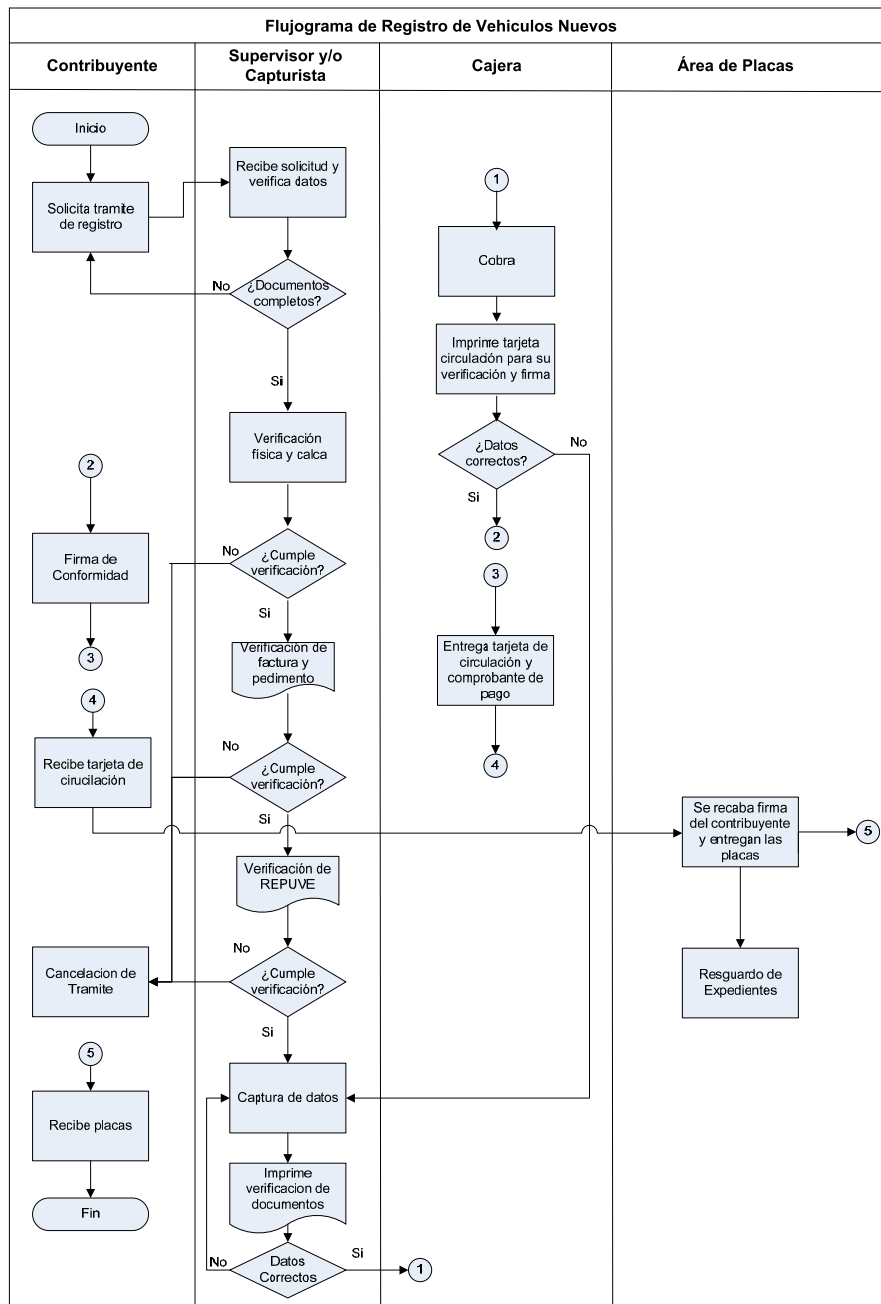 Flujograma de Registro de Vehiculos Nuevos
Contribuyente
Supervisor y/o
Capturista
Cajera
Área de Placas
Inicio
Solicita tramite
de registro
Recibe solicitud y
verifica datos
¿Documentos
completos?
No
Si
Verificación
física y calca
¿Cumple
verificación?
No
Si
Verificación de
factura y
pedimento
¿Cumple
verificación?
No
Si
Verificación de
REPUVE
¿Cumple
verificación?
No
Si
Captura de datos
Imprime
verificacion de
documentos
Datos
Correctos
No
Si
1
1
Cobra
Imprime tarjeta
circulación para su
verificación y firma
¿Datos
correctos?
No
Si
2
2
Firma de
Conformidad
3
3
Entrega tarjeta de
circulación y
comprobante de
pago
4
4
Recibe tarjeta de
cirucilación
Se recaba firma
del contribuyente
y entregan las
placas
5
Resguardo de
Expedientes
Cancelacion de
Tramite
5
Recibe placas
Fin